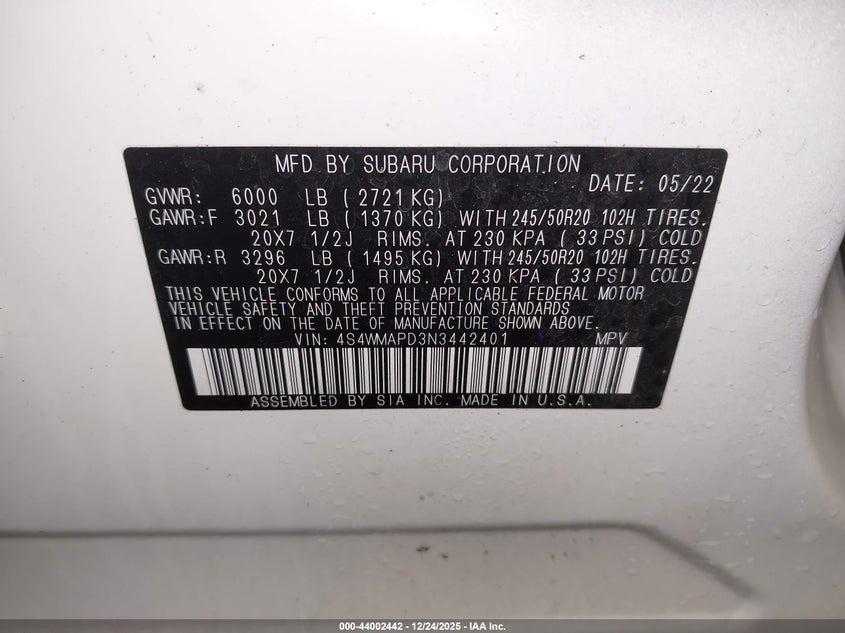 MFD BY SUBARU CORPORATION
DATE: 05/22
GVWR: 6000 LB ( 2721 KG)
GAWR:F 3021 LB ( 1370 KG) WITH 245/50R20 102H TIRES.
20X7 1/2J RIMS. AT 230 KPA ( 33 PSI) COLD
GAWR:R 3296 LB ( 1495 KG) WITH 245/50R20 102H TIRES.
20X7 1/2J RIMS. AT 230 KPA ( 33 PSI) COLD
THIS VEHICLE CONFORMS TO ALL APPLICABLE FEDERAL MOTOR
VEHICLE SAFETY AND THEFT PREVENTION STANDARDS
IN EFFECT ON THE DATE OF MANUFACTURE SHOWN ABOVE.
VIN: 4S4WMAPD3N3442401 MPV
ASSEMBLED BY SIA INC. MADE IN U.S.A.
000-44002442 | 12/24/2025 - IAA Inc.